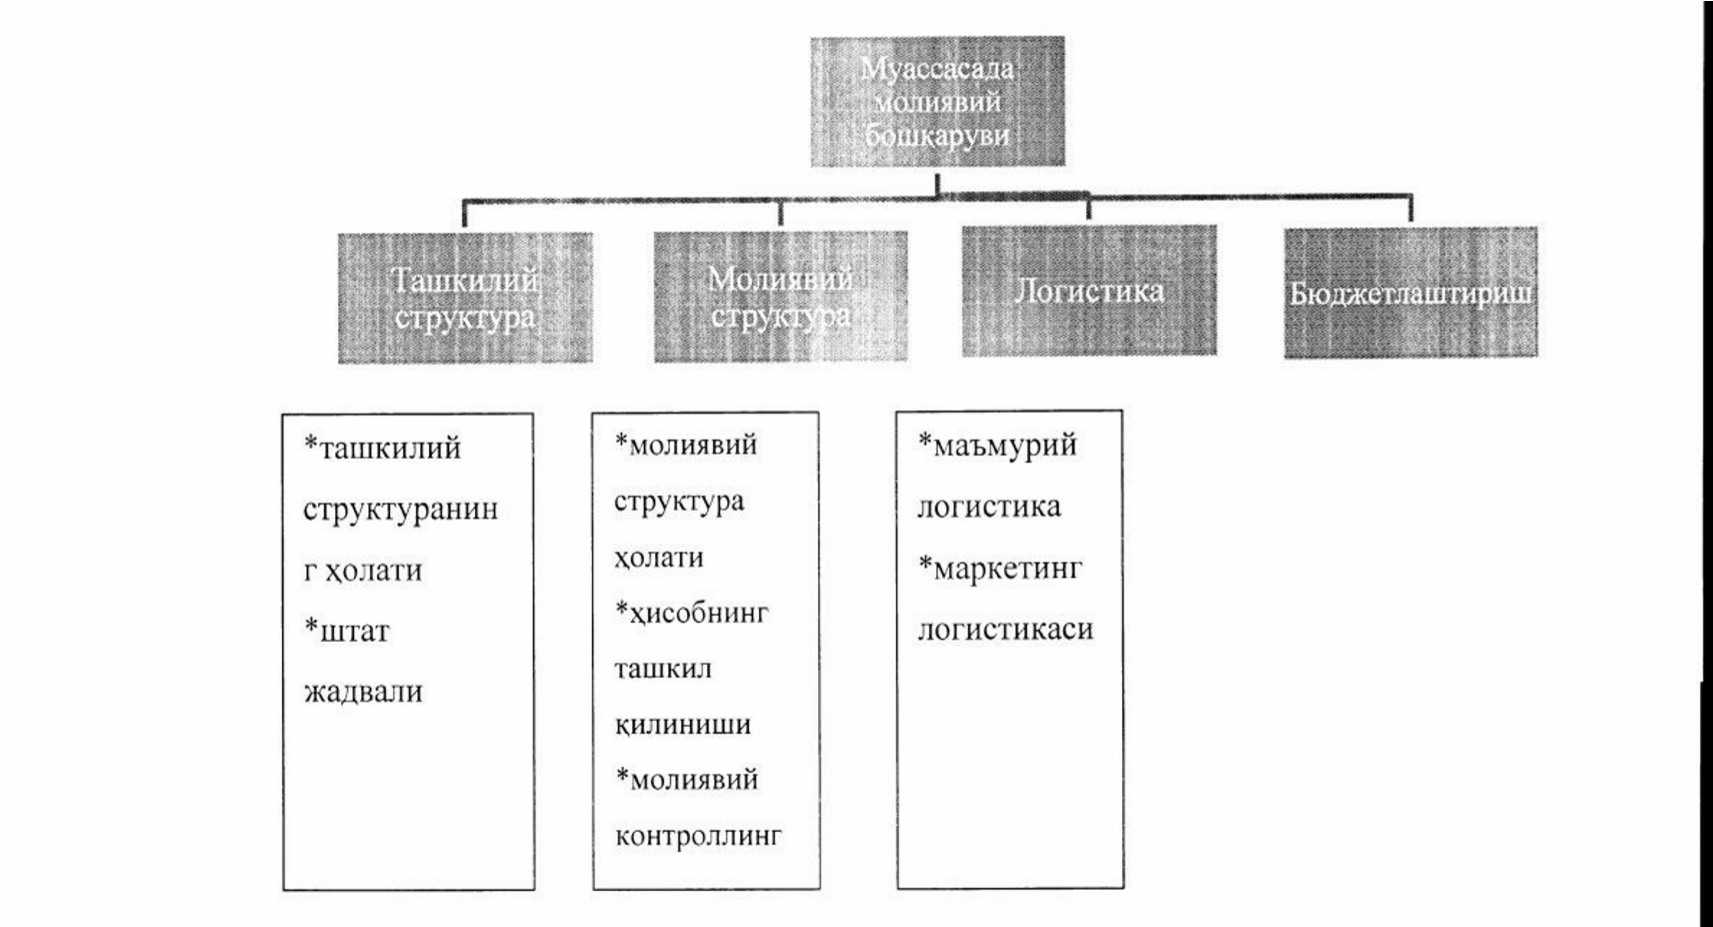 Муассасада
молиявий
бошқаруви
Ташкилий
структура
Молиявий
структура
Логистика
Бюджетлаштириш
*ташкилий
структуранин
г ҳолати
*штат
жадвали
*молиявий
структура
ҳолати
*ҳисобнинг
ташкил
қилиниши
*молиявий
контроллинг
*маъмурий
логистика
*маркетинг
логистикаси